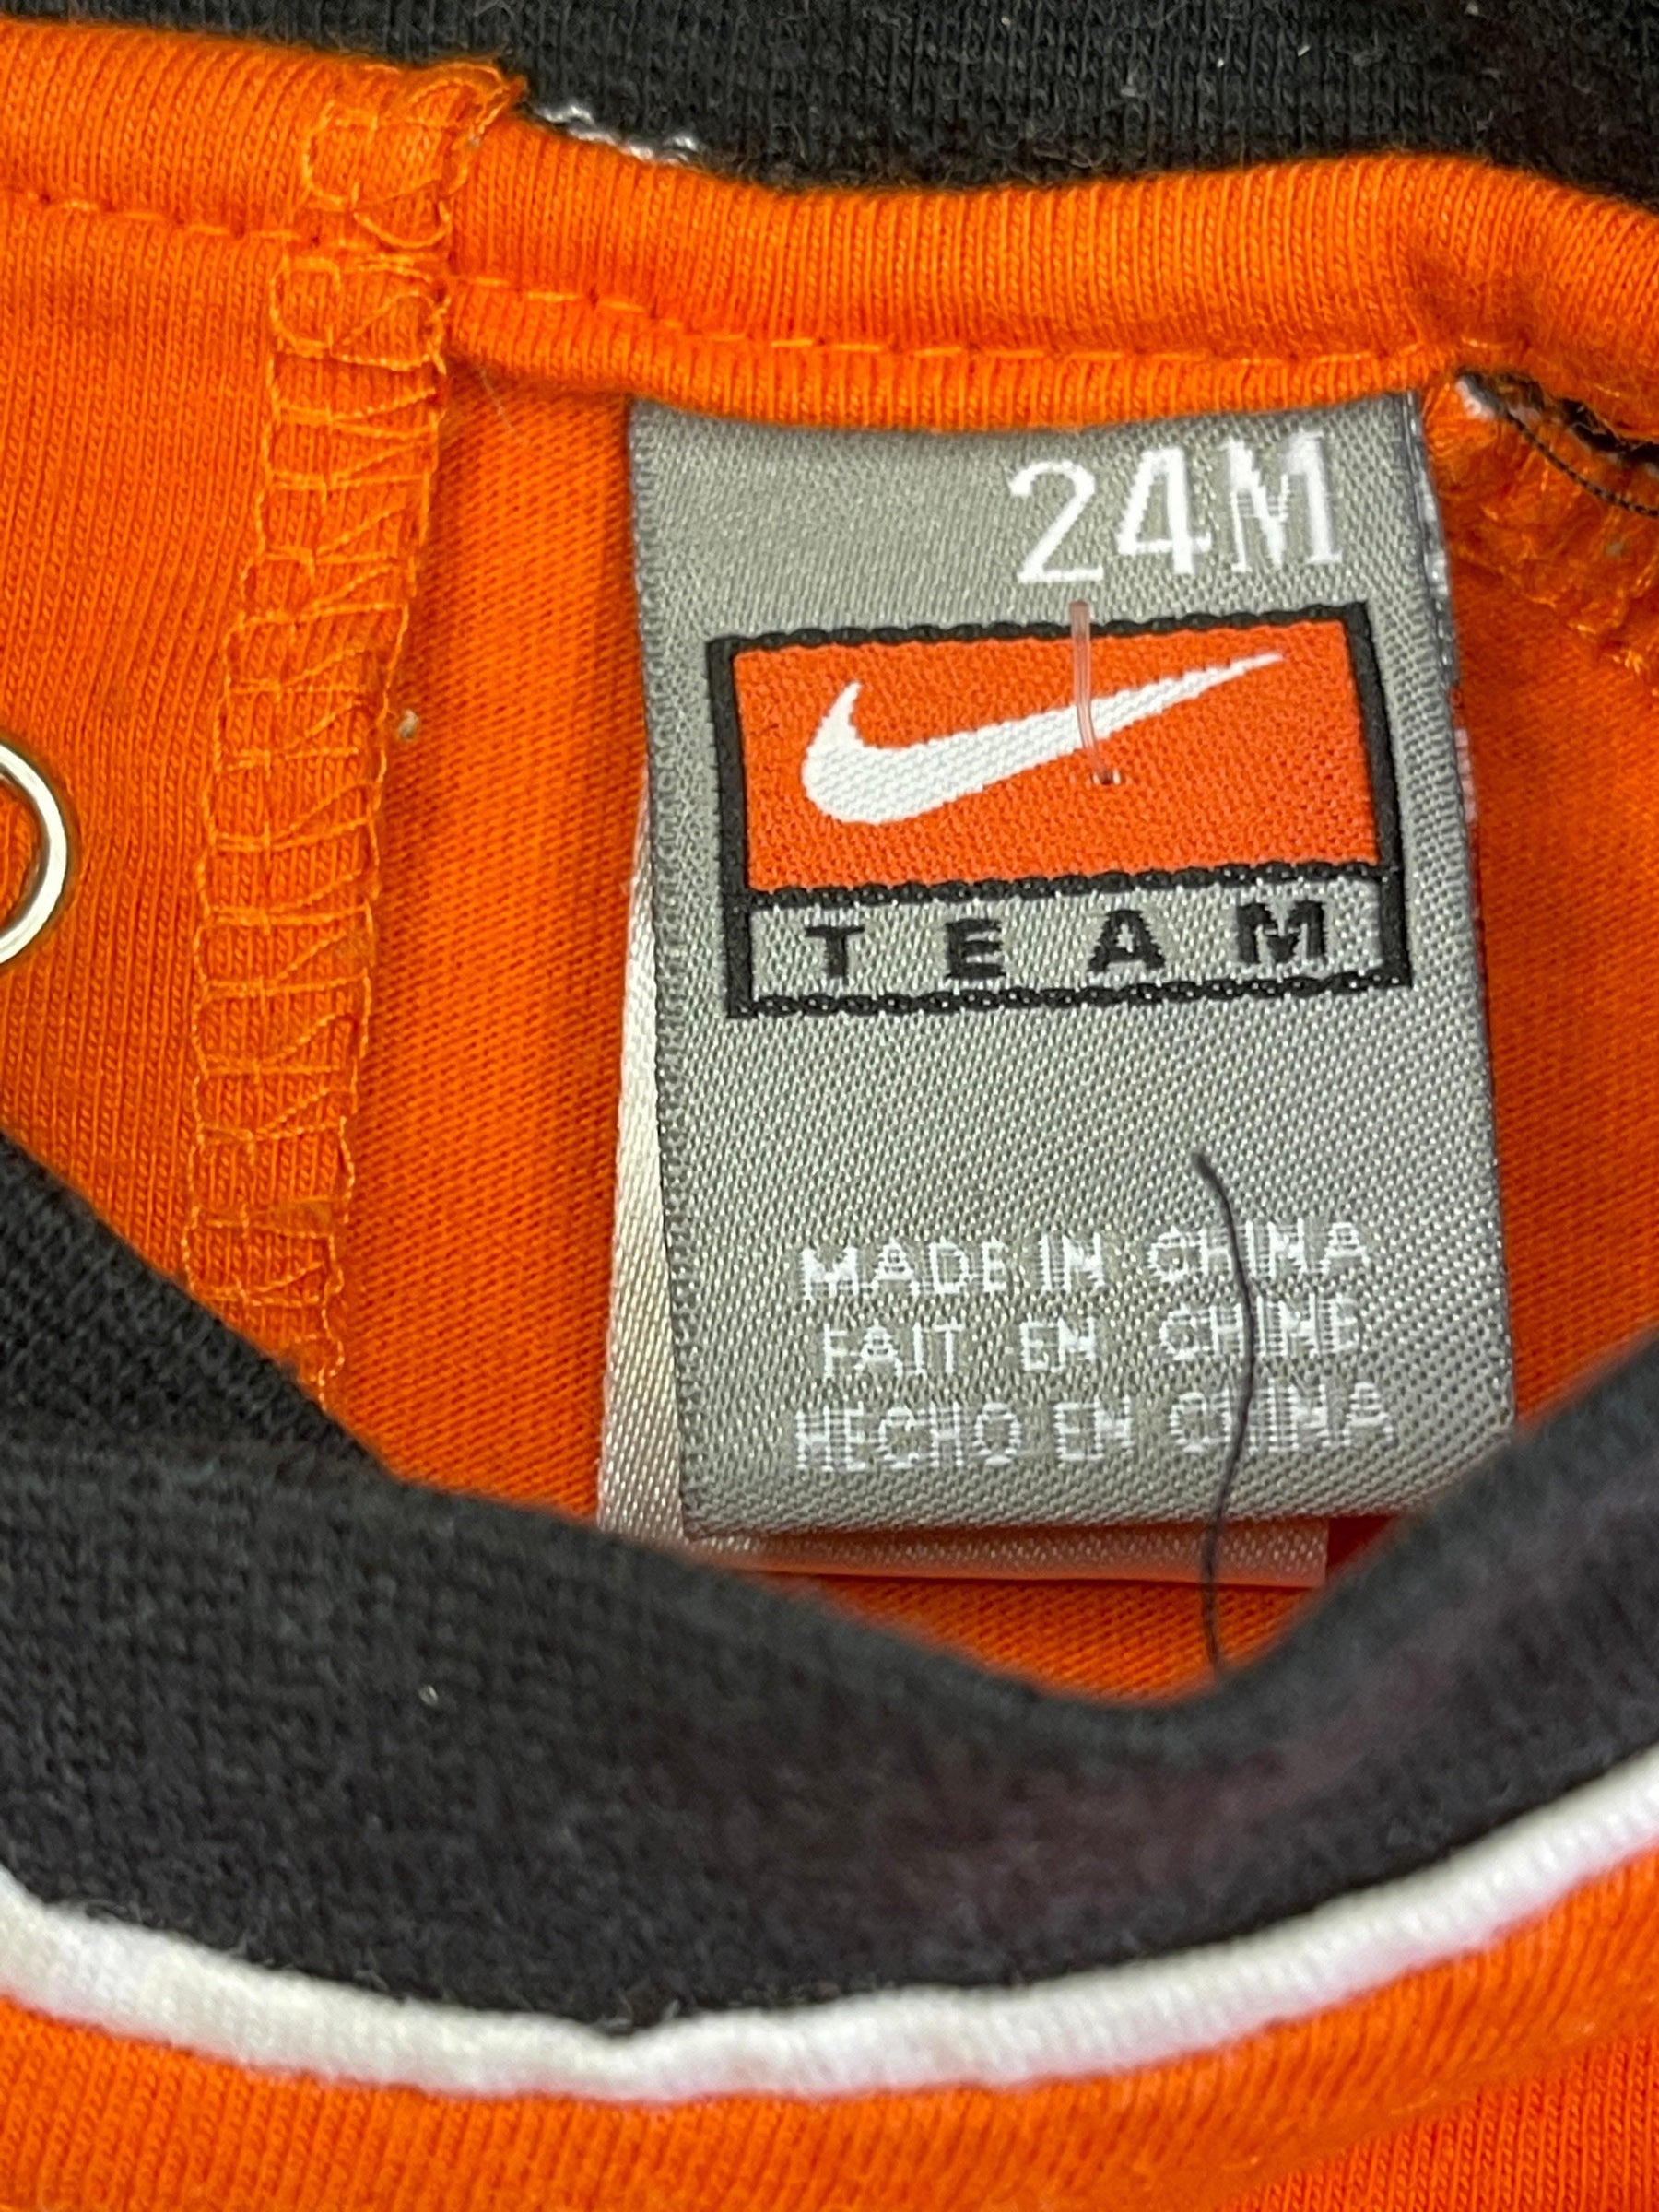 24M
TEAM
MADE IN CHINA
FAIT EN CHINE
HECHO EN CHINA